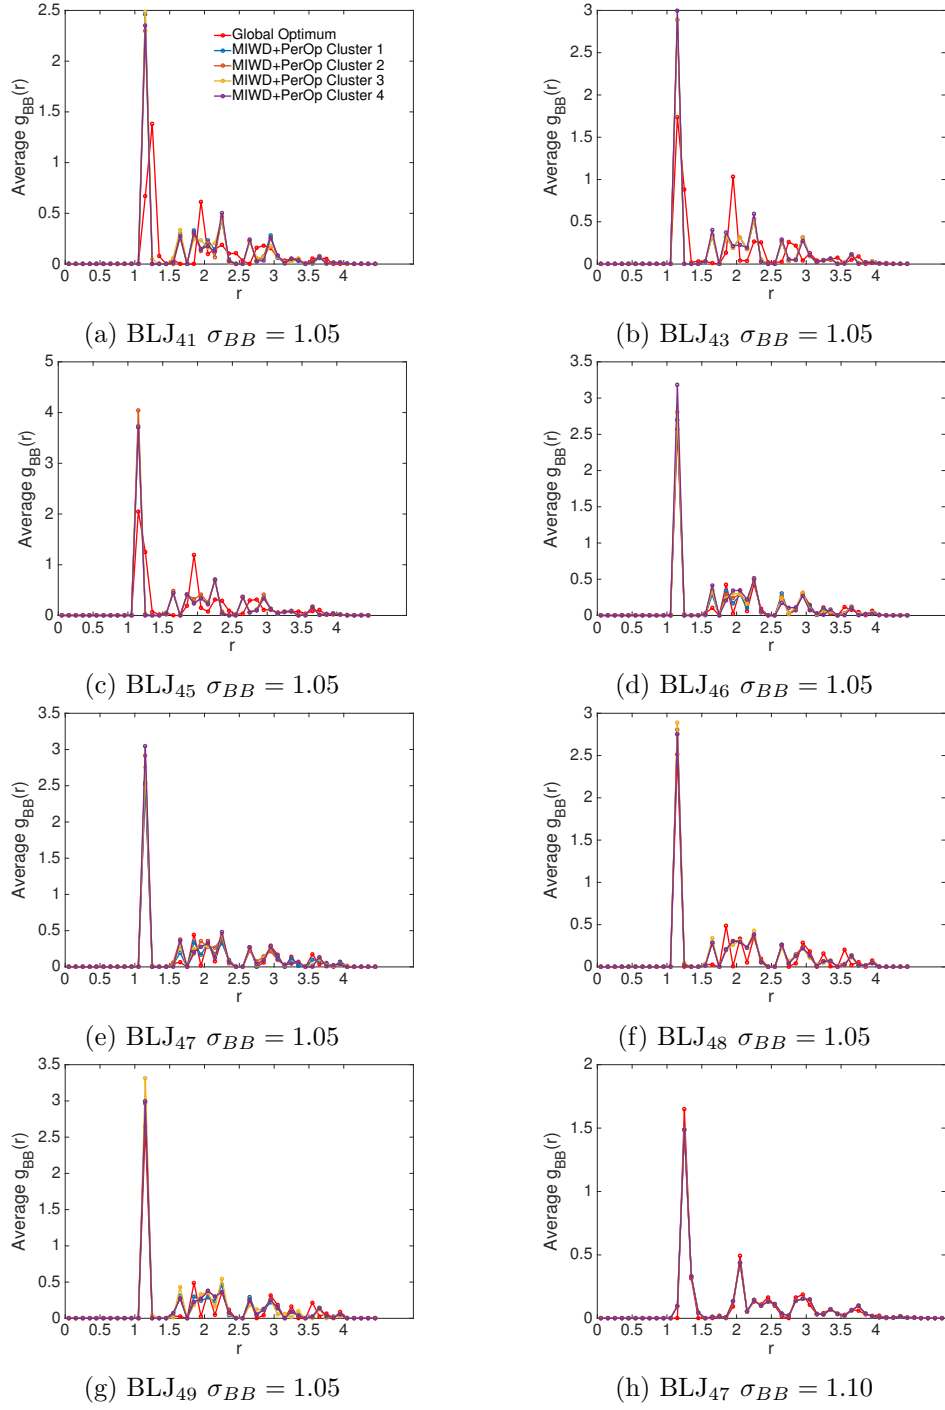 2.5
2
1.5
1
0.5
0
Average g_BB(r)
Global Optimum
MIWD+PerOp Cluster 1
MIWD+PerOp Cluster 2
MIWD+PerOp Cluster 3
MIWD+PerOp Cluster 4
0 0.5 1 1.5 2 2.5 3 3.5 4
r
(a) BLJ₄₁ σ_BB = 1.05
3
2.5
2
1.5
1
0.5
0
Average g_BB(r)
0 0.5 1 1.5 2 2.5 3 3.5 4
r
(b) BLJ₄₃ σ_BB = 1.05
5
4
3
2
1
0
Average g_BB(r)
0 0.5 1 1.5 2 2.5 3 3.5 4
r
(c) BLJ₄₅ σ_BB = 1.05
3.5
3
2.5
2
1.5
1
0.5
0
Average g_BB(r)
0 0.5 1 1.5 2 2.5 3 3.5 4
r
(d) BLJ₄₆ σ_BB = 1.05
3.5
3
2.5
2
1.5
1
0.5
0
Average g_BB(r)
0 0.5 1 1.5 2 2.5 3 3.5 4
r
(e) BLJ₄₇ σ_BB = 1.05
3
2.5
2
1.5
1
0.5
0
Average g_BB(r)
0 0.5 1 1.5 2 2.5 3 3.5 4
r
(f) BLJ₄₈ σ_BB = 1.05
3.5
3
2.5
2
1.5
1
0.5
0
Average g_BB(r)
0 0.5 1 1.5 2 2.5 3 3.5 4
r
(g) BLJ₄₉ σ_BB = 1.05
2
1.5
1
0.5
0
Average g_BB(r)
0 0.5 1 1.5 2 2.5 3 3.5 4
r
(h) BLJ₄₇ σ_BB = 1.10